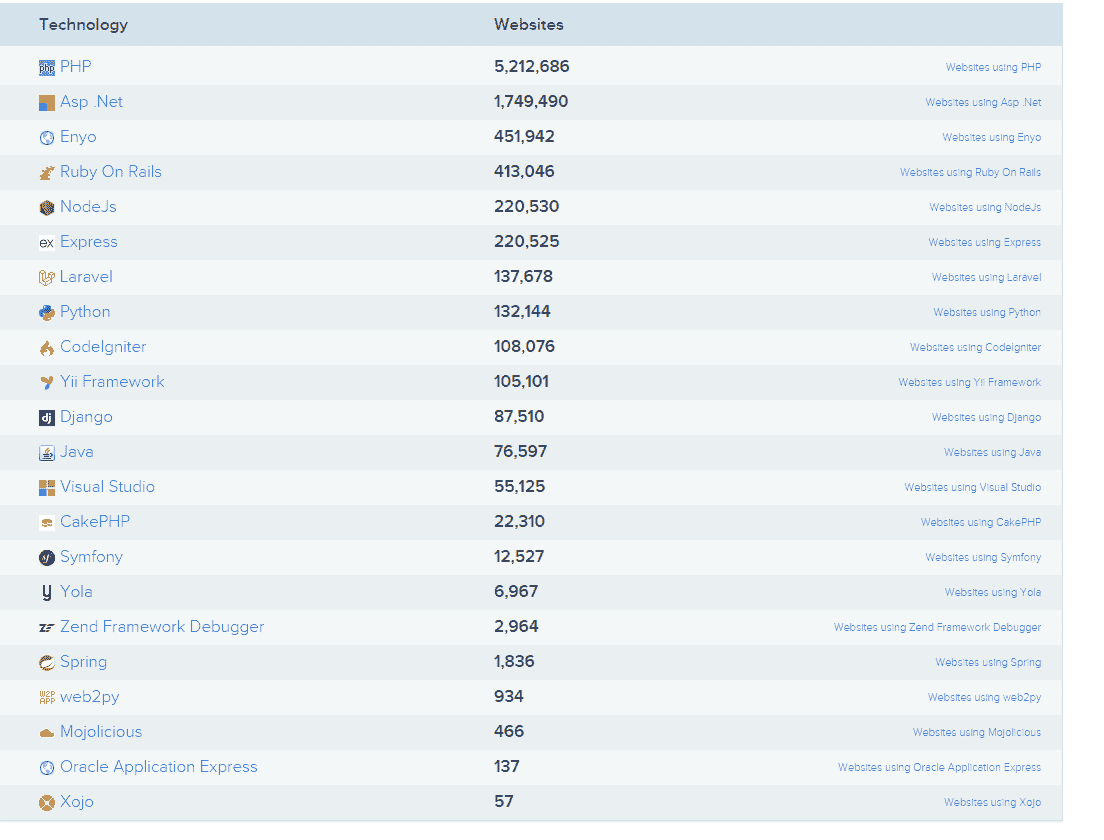 Technology Websites
PHP 5,212,686 Websites using PHP
Asp .Net 1,749,490 Websites using Asp .Net
Enyo 451,942 Websites using Enyo
Ruby On Rails 413,046 Websites using Ruby On Rails
NodeJs 220,530 Websites using NodeJs
ex Express 220,525 Websites using Express
Laravel 137,678 Websites using Laravel
Python 132,144 Websites using Python
CodeIgniter 108,076 Websites using CodeIgniter
Yii Framework 105,101 Websites using Yii Framework
dj Django 87,510 Websites using Django
Java 76,597 Websites using Java
Visual Studio 55,125 Websites using Visual Studio
CakePHP 22,310 Websites using CakePHP
sf Symfony 12,527 Websites using Symfony
y Yola 6,967 Websites using Yola
ZF Zend Framework Debugger 2,964 Websites using Zend Framework Debugger
Spring 1,836 Websites using Spring
W2P APP web2py 934 Websites using web2py
Mojolicious 466 Websites using Mojolicious
Oracle Application Express 137 Websites using Oracle Application Express
Xojo 57 Websites using Xojo